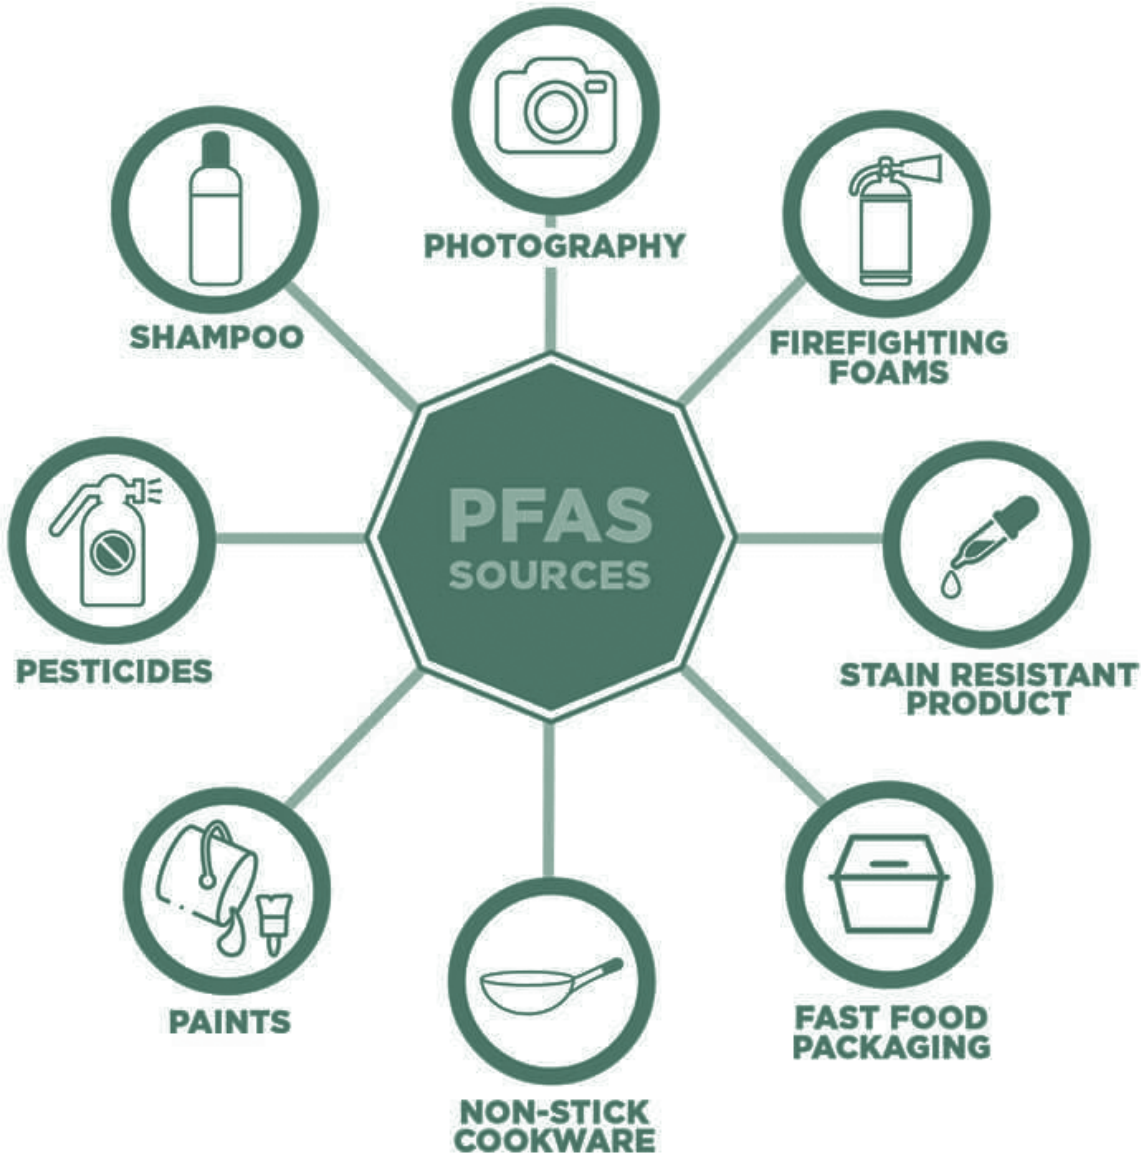 PHOTOGRAPHY
SHAMPOO
FIREFIGHTING
FOAMS
PFAS
SOURCES
PESTICIDES
STAIN RESISTANT
PRODUCT
PAINTS
FAST FOOD
PACKAGING
NON-STICK
COOKWARE